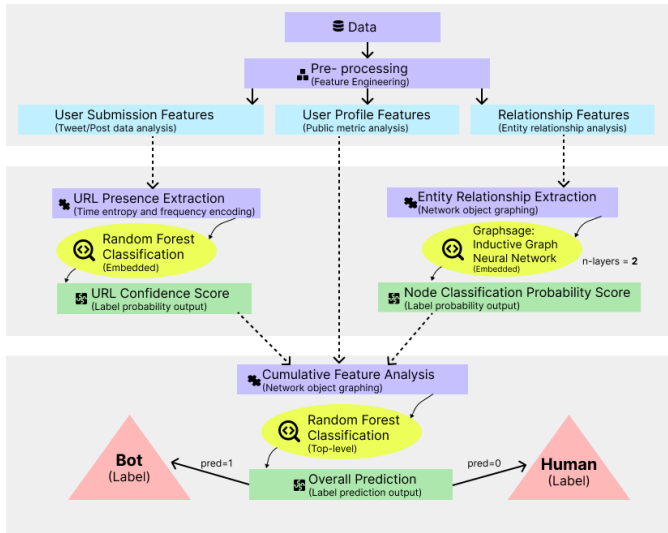 Data
Pre- processing
(Feature Engineering)
User Submission Features
(Tweet/Post data analysis)
User Profile Features
(Public metric analysis)
Relationship Features
(Entity relationship analysis)
URL Presence Extraction
(Time entropy and frequency encoding)
Entity Relationship Extraction
(Network object graphing)
Random Forest
Classification
(Embedded)
Graphsage:
Inductive Graph
Neural Network
(Embedded)
n-layers = 2
URL Confidence Score
(Label probability output)
Node Classification Probability Score
(Label probability output)
Cumulative Feature Analysis
(Network object graphing)
Random Forest
Classification
(Top-level)
Bot
(Label)
pred=1
Overall Prediction
(Label prediction output)
pred=0
Human
(Label)